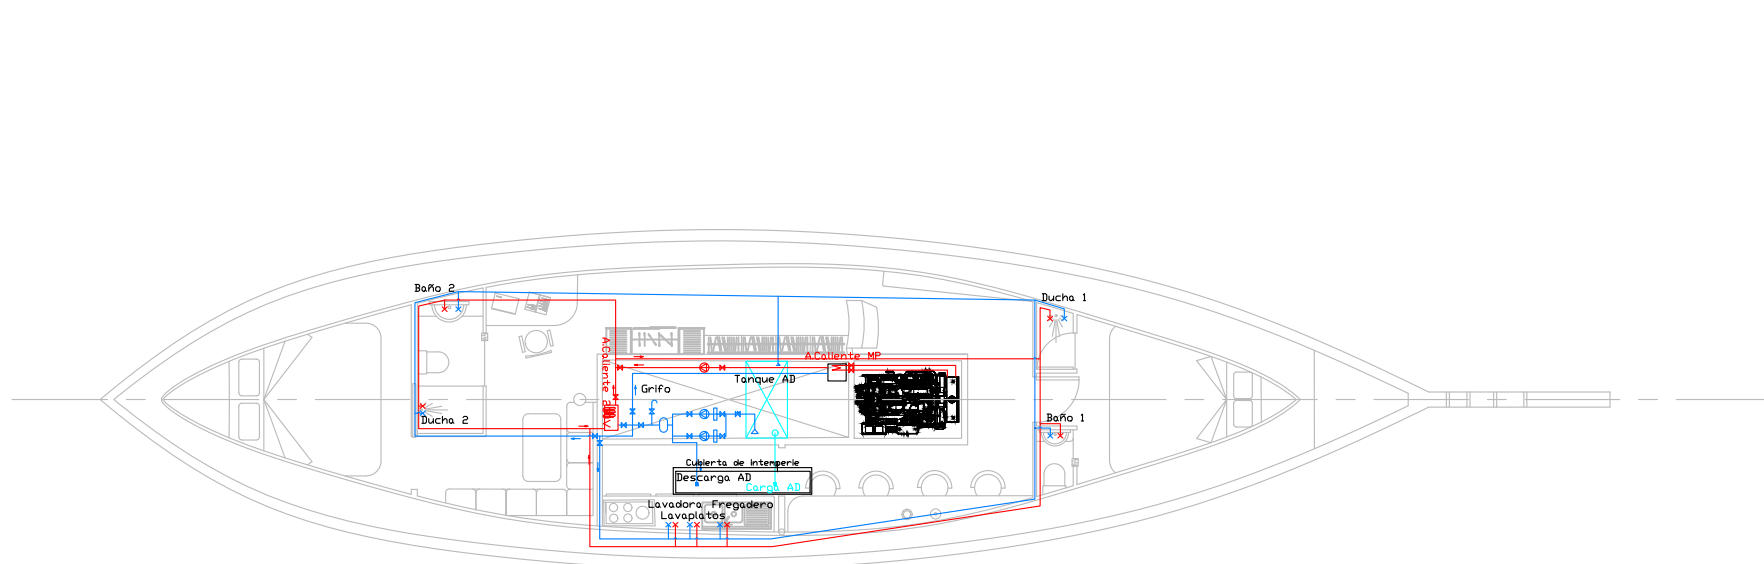 Baño 2
Ducha 1
A.Caliente MP
Tanque AD
Grifo
A.Caliente
Ducha 2
Baño 1
Cubierta de Intemperie
Descarga AD
Carga AD
Lavadora Fregadero
Lavaplatos